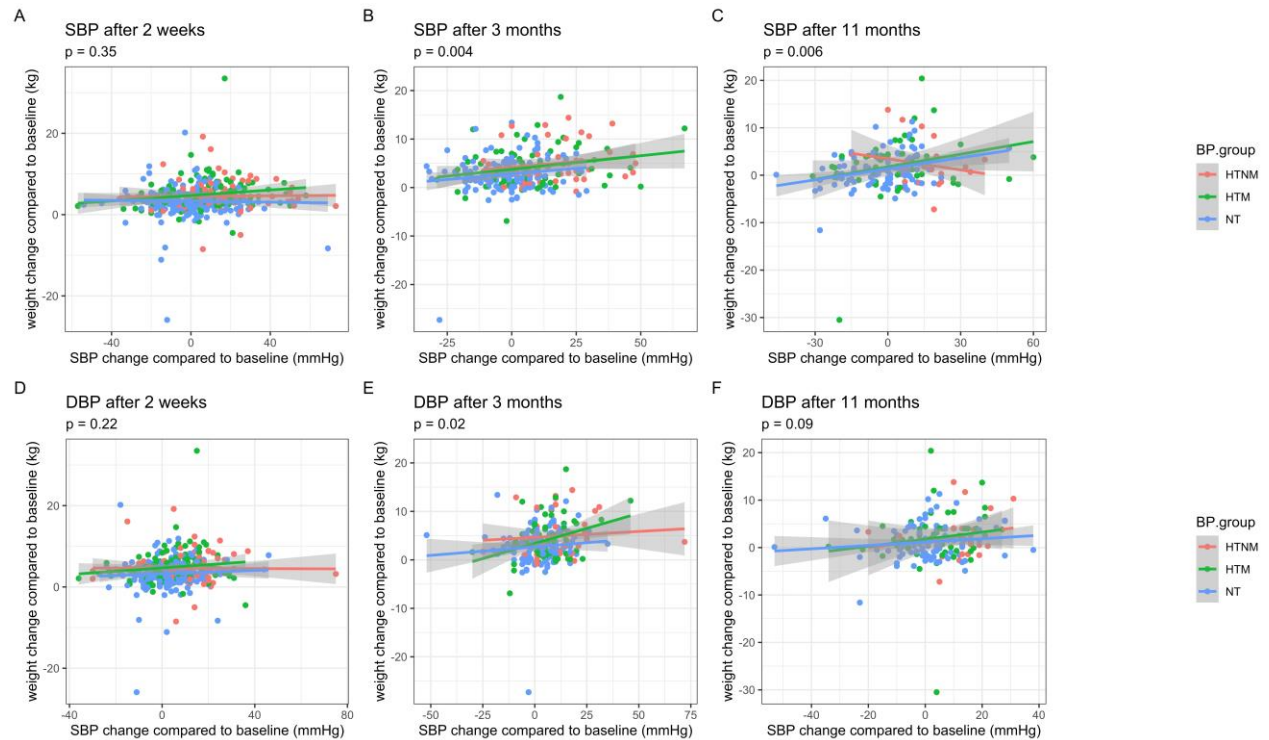 A
SBP after 2 weeks
p = 0.35
weight change compared to baseline (kg)
20
0
-20
-40
0
40
SBP change compared to baseline (mmHg)
B
SBP after 3 months
p = 0.004
weight change compared to baseline (kg)
20
10
0
-10
-20
-25
0
25
50
SBP change compared to baseline (mmHg)
C
SBP after 11 months
p = 0.006
weight change compared to baseline (kg)
20
10
0
-10
-20
-30
-30
0
30
60
SBP change compared to baseline (mmHg)
BP.group
HTNM
HTM
NT
D
DBP after 2 weeks
p = 0.22
weight change compared to baseline (kg)
20
0
-20
-40
0
40
80
SBP change compared to baseline (mmHg)
E
DBP after 3 months
p = 0.02
weight change compared to baseline (kg)
20
10
0
-10
-20
-50
-25
0
25
50
75
SBP change compared to baseline (mmHg)
F
DBP after 11 months
p = 0.09
weight change compared to baseline (kg)
20
10
0
-10
-20
-30
-40
-20
0
20
40
SBP change compared to baseline (mmHg)
BP.group
HTNM
HTM
NT